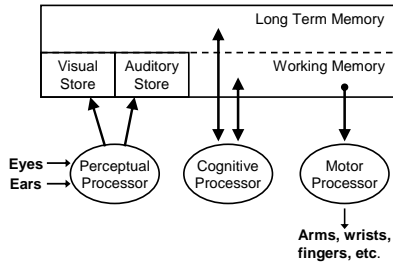 Long Term Memory
Working Memory
Visual
Store
Auditory
Store
Eyes
Ears
Perceptual
Processor
Cognitive
Processor
Motor
Processor
Arms, wrists,
fingers, etc.